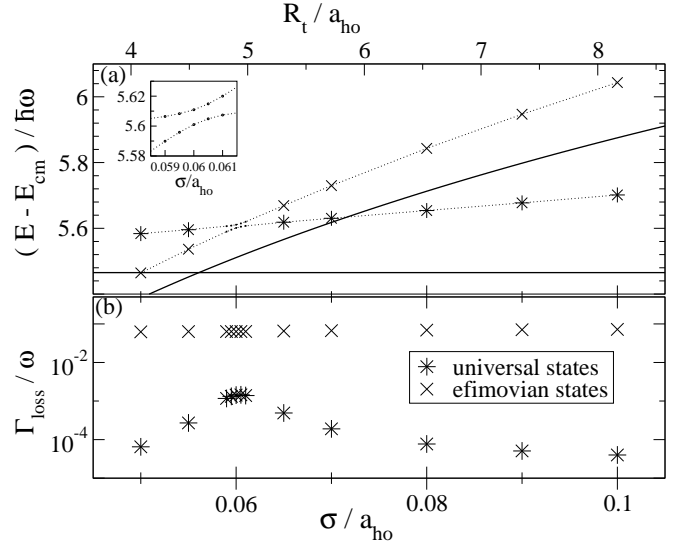 R_t / a_ho
4 5 6 7 8
(a)
6
5.8
5.6
( E - E_cm ) / ħω
5.62
5.6
5.58
0.059 0.06 0.061
σ/a_ho
(b)
10^-2
10^-4
Γ_loss / ω
universal states
efimovian states
0.06 0.08 0.1
σ / a_ho